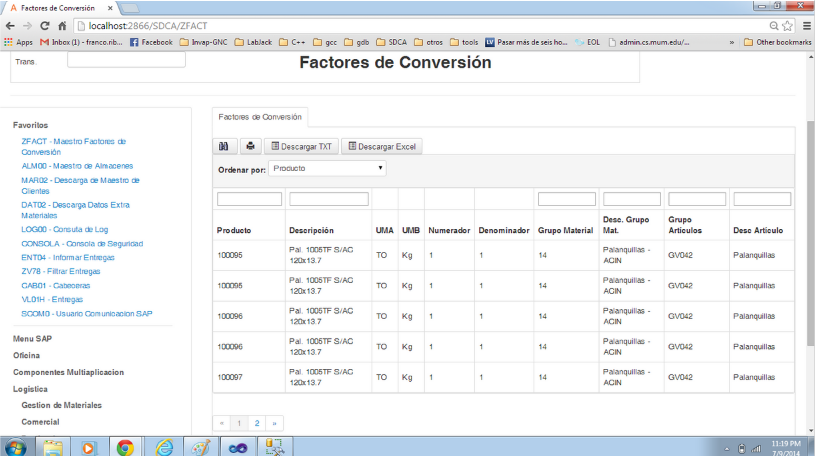 Factores de Conversión
localhost:2866/SDCA/ZFACT
Apps Inbox (1) - franco.rib... Facebook Invap-GNC LabJack C++ gcc gdb SDCA otros tools Pasar más de seis ho... EOL admin.cs.mum.edu/... » Other bookmarks
Trans.
Factores de Conversión
Favoritos
ZFACT - Maestro Factores de
Conversión
ALM00 - Maestro de Almacenes
MAR02 - Descarga de Maestro de
Clientes
DAT02 - Descarga Datos Extra
Materiales
LOG00 - Consulta de Log
CONSOLA - Consola de Seguridad
ENT04 - Informar Entregas
ZV78 - Filtrar Entregas
CAB01 - Cabeceras
VL01H - Entregas
SCOM0 - Usuario Comunicacion SAP
Menu SAP
Oficina
Componentes Multiaplicacion
Logística
Gestion de Materiales
Comercial
Factores de Conversión
Descargar TXT Descargar Excel
Ordenar por: Producto
Producto Descripción UMA UMB Numerador Denominador Grupo Material Desc. Grupo Mat. Grupo Articulos Desc Articulo
100095 Pal. 1005TF S/AC 120x13.7 TO Kg 1 1 14 Palanquillas - ACIN GV042 Palanquillas
100095 Pal. 1005TF S/AC 120x13.7 TO Kg 1 1 14 Palanquillas - ACIN GV042 Palanquillas
100096 Pal. 1005TF S/AC 120x13.7 TO Kg 1 1 14 Palanquillas - ACIN GV042 Palanquillas
100096 Pal. 1005TF S/AC 120x13.7 TO Kg 1 1 14 Palanquillas - ACIN GV042 Palanquillas
100097 Pal. 1005TF S/AC 120x13.7 TO Kg 1 1 14 Palanquillas - ACIN GV042 Palanquillas
« 1 2 »
11:19 PM
7/9/2014